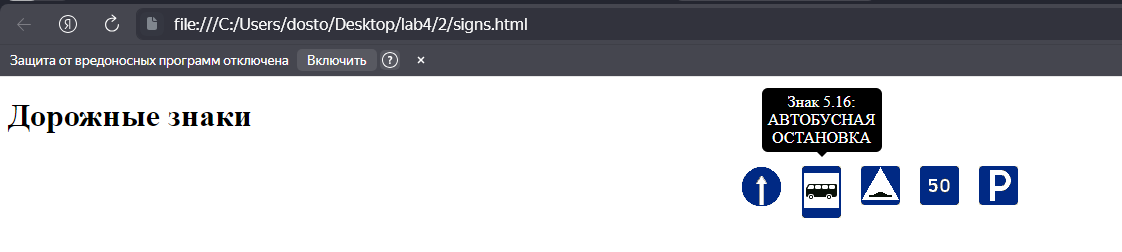 Я
file:///C:/Users/dosto/Desktop/lab4/2/signs.html
Защита от вредоносных программ отключена Включить ? ×
Дорожные знаки
Знак 5.16:
АВТОБУСНАЯ
ОСТАНОВКА
50 P